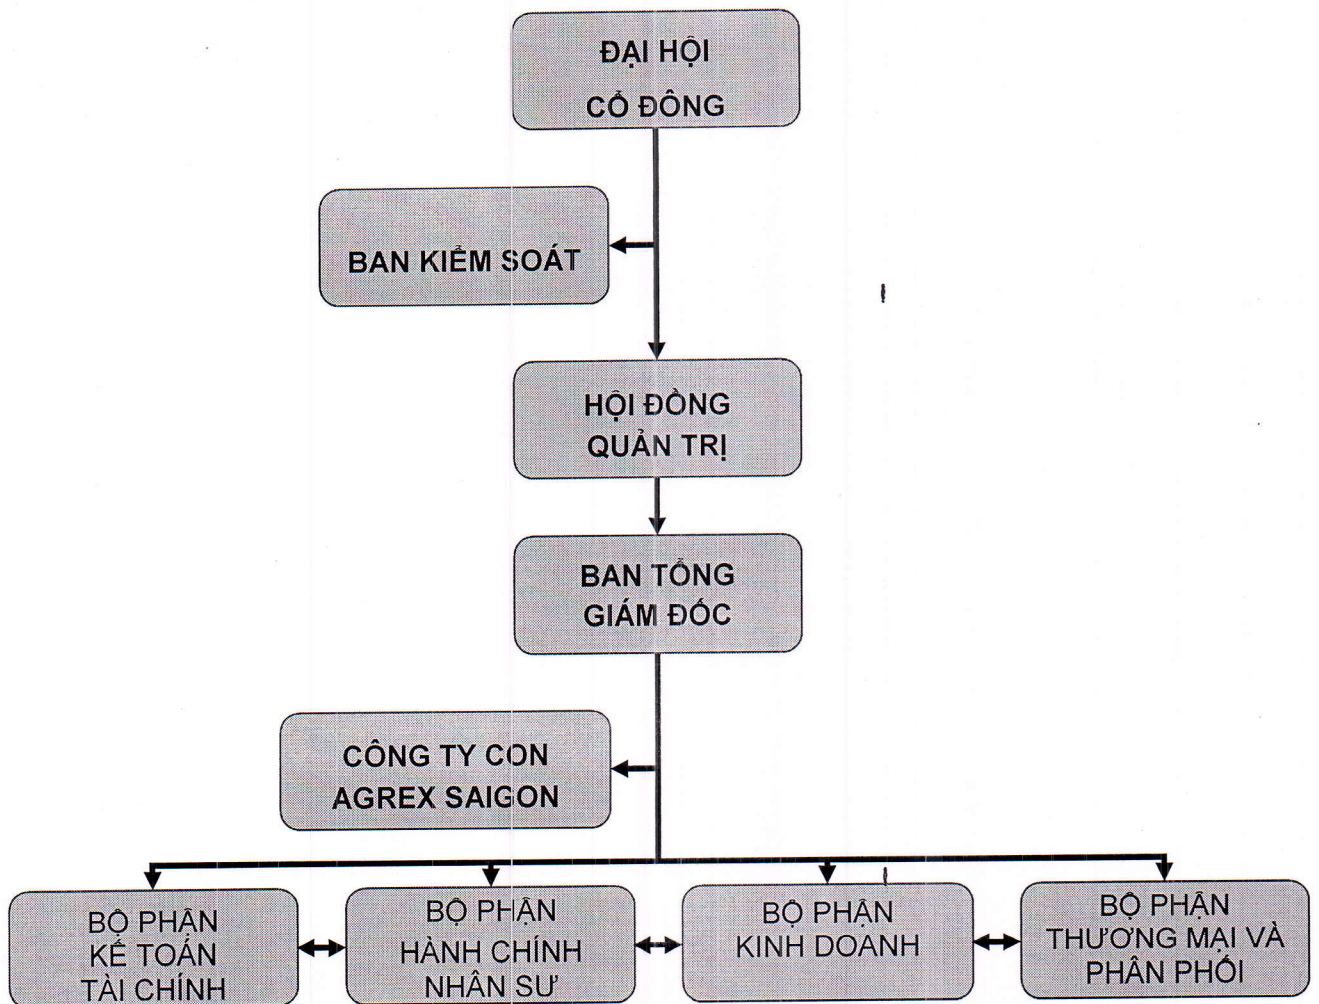 ĐẠI HỘI
CỔ ĐÔNG
BAN KIỂM SOÁT
HỘI ĐỒNG
QUẢN TRỊ
BAN TỔNG
GIÁM ĐỐC
CÔNG TY CON
AGREX SAIGON
BỘ PHẬN
KẾ TOÁN
TÀI CHÍNH
BỘ PHẬN
HÀNH CHÍNH
NHÂN SƯ
BỘ PHẬN
KINH DOANH
BỘ PHẬN
THƯƠNG MẠI VÀ
PHÂN PHỐI